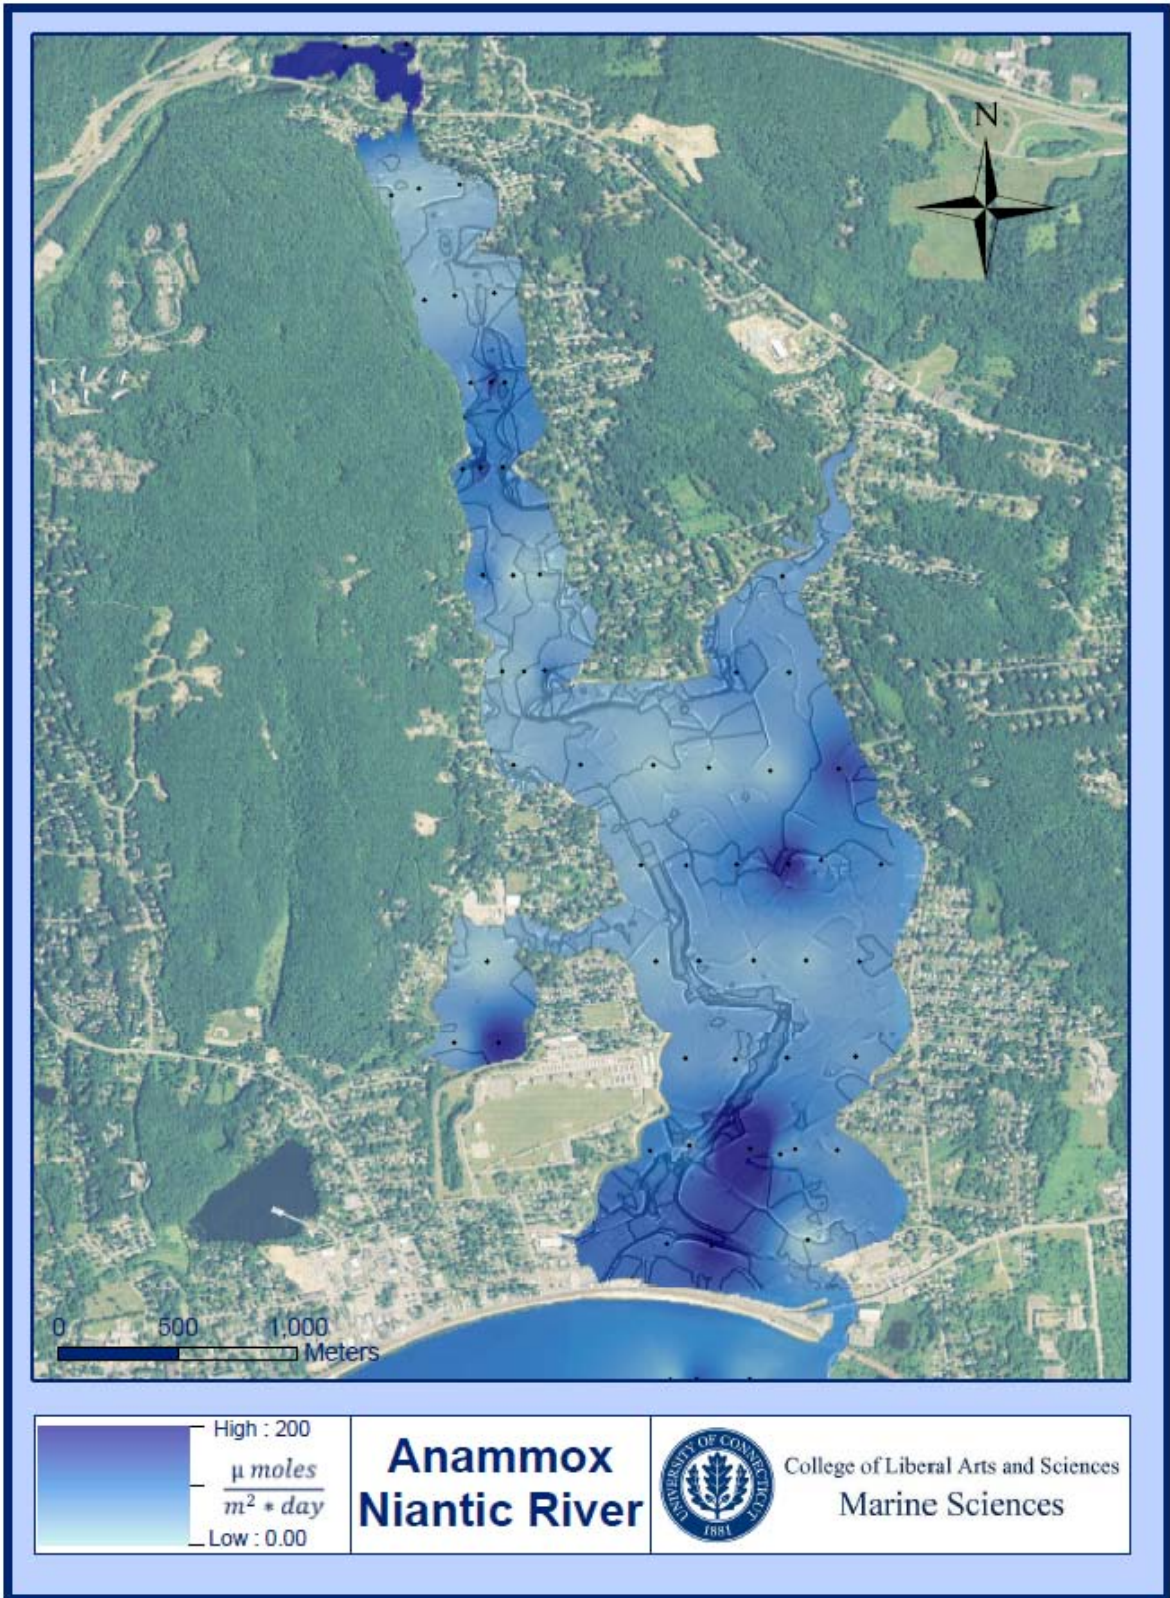 N
0 500 1,000
Meters
High : 200
μ moles
m² * day
Low : 0.00
Anammox
Niantic River
UNIVERSITY OF CONNECTICUT
1881
College of Liberal Arts and Sciences
Marine Sciences